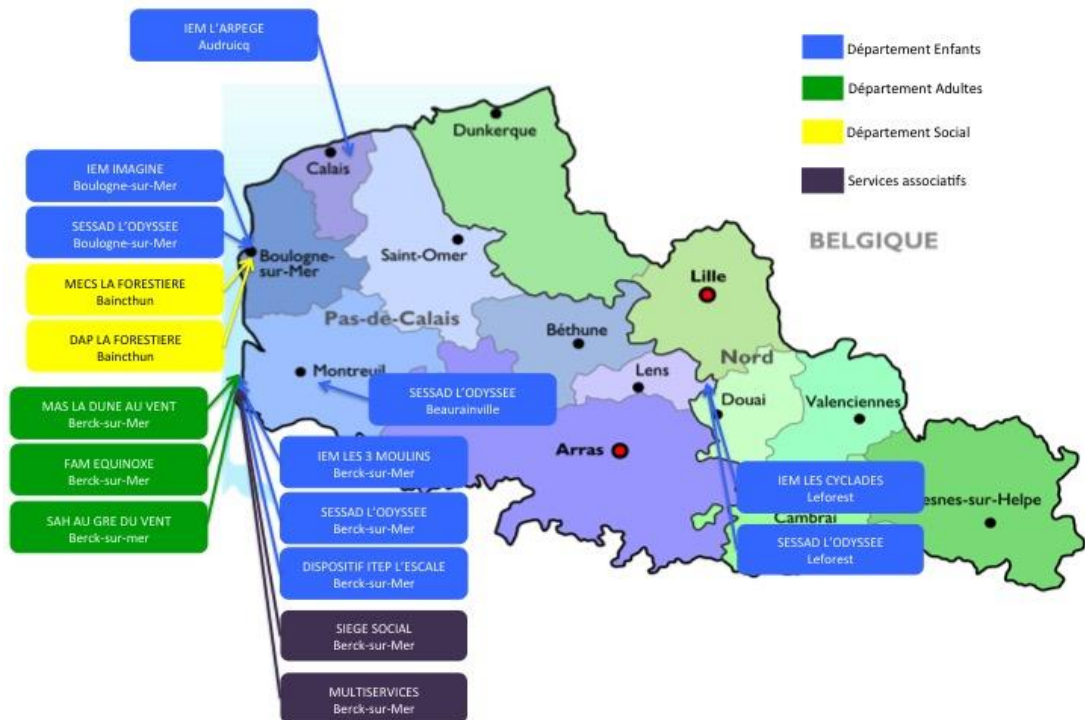 IEM L'ARPEGE
Audruicq
Département Enfants
Département Adultes
Département Social
Services associatifs
BELGIQUE
Dunkerque
Calais
IEM IMAGINE
Boulogne-sur-Mer
SESSAD L'ODYSSEE
Boulogne-sur-Mer
MECS LA FORESTIERE
Baincthun
DAP LA FORESTIERE
Baincthun
Boulogne-
sur-Mer
Saint-Omer
Lille
Pas-de-Calais
Béthune
Nord
Montreuil
SESSAD L'ODYSSEE
Beaurainville
Lens
Douai
Valenciennes
MAS LA DUNE AU VENT
Berck-sur-Mer
FAM EQUINOXE
Berck-sur-Mer
SAH AU GRE DU VENT
Berck-sur-mer
Arras
IEM LES 3 MOULINS
Berck-sur-Mer
SESSAD L'ODYSSEE
Berck-sur-Mer
DISPOSITIF ITEP L'ESCALE
Berck-sur-Mer
SIEGE SOCIAL
Berck-sur-Mer
MULTISERVICES
Berck-sur-Mer
IEM LES CYCLADES
Leforest
Cambrai
SESSAD L'ODYSSEE
Leforest
esnes-sur-Helpe